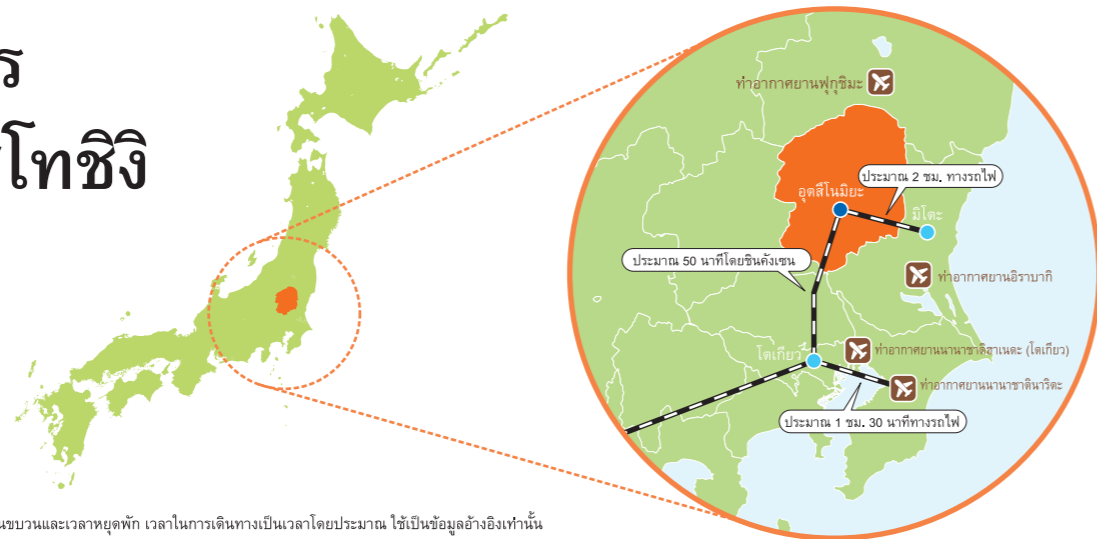 ร
โทชิงิ
ท่าอากาศยานฟุกุชิมะ
ประมาณ 2 ชม. ทางรถไฟ
อุตสึโนมิยะ
มิโตะ
ประมาณ 50 นาทีโดยชินคังเซน
ท่าอากาศยานอิราบากิ
โตเกียว
ท่าอากาศยานนานาชาติฮาเนดะ (โตเกียว)
ท่าอากาศยานนานาชาตินาริตะ
ประมาณ 1 ชม. 30 นาทีทางรถไฟ
นขบวนและเวลาหยุดพัก เวลาในการเดินทางเป็นเวลาโดยประมาณ ใช้เป็นข้อมูลอ้างอิงเท่านั้น